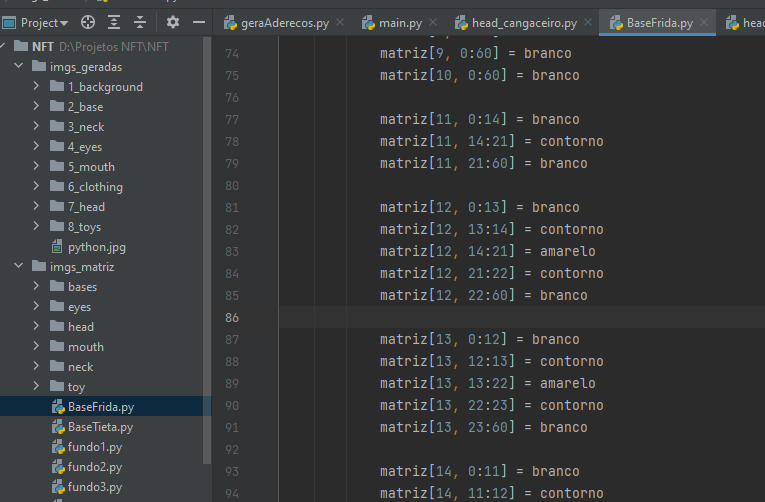 Project
geraAderecos.py
main.py
head_cangaceiro.py
BaseFrida.py
head
NFT D:\Projetos NFT\NFT
imgs_geradas
1_background
2_base
3_neck
4_eyes
5_mouth
6_clothing
7_head
8_toys
python.jpg
imgs_matriz
bases
eyes
head
mouth
neck
toy
BaseFrida.py
BaseTieta.py
fundo1.py
fundo2.py
fundo3.py
74 matriz[9, 0:60] = branco
75 matriz[10, 0:60] = branco
76
77 matriz[11, 0:14] = branco
78 matriz[11, 14:21] = contorno
79 matriz[11, 21:60] = branco
80
81 matriz[12, 0:13] = branco
82 matriz[12, 13:14] = contorno
83 matriz[12, 14:21] = amarelo
84 matriz[12, 21:22] = contorno
85 matriz[12, 22:60] = branco
86
87 matriz[13, 0:12] = branco
88 matriz[13, 12:13] = contorno
89 matriz[13, 13:22] = amarelo
90 matriz[13, 22:23] = contorno
91 matriz[13, 23:60] = branco
92
93 matriz[14, 0:11] = branco
94 matriz[14, 11:12] = contorno